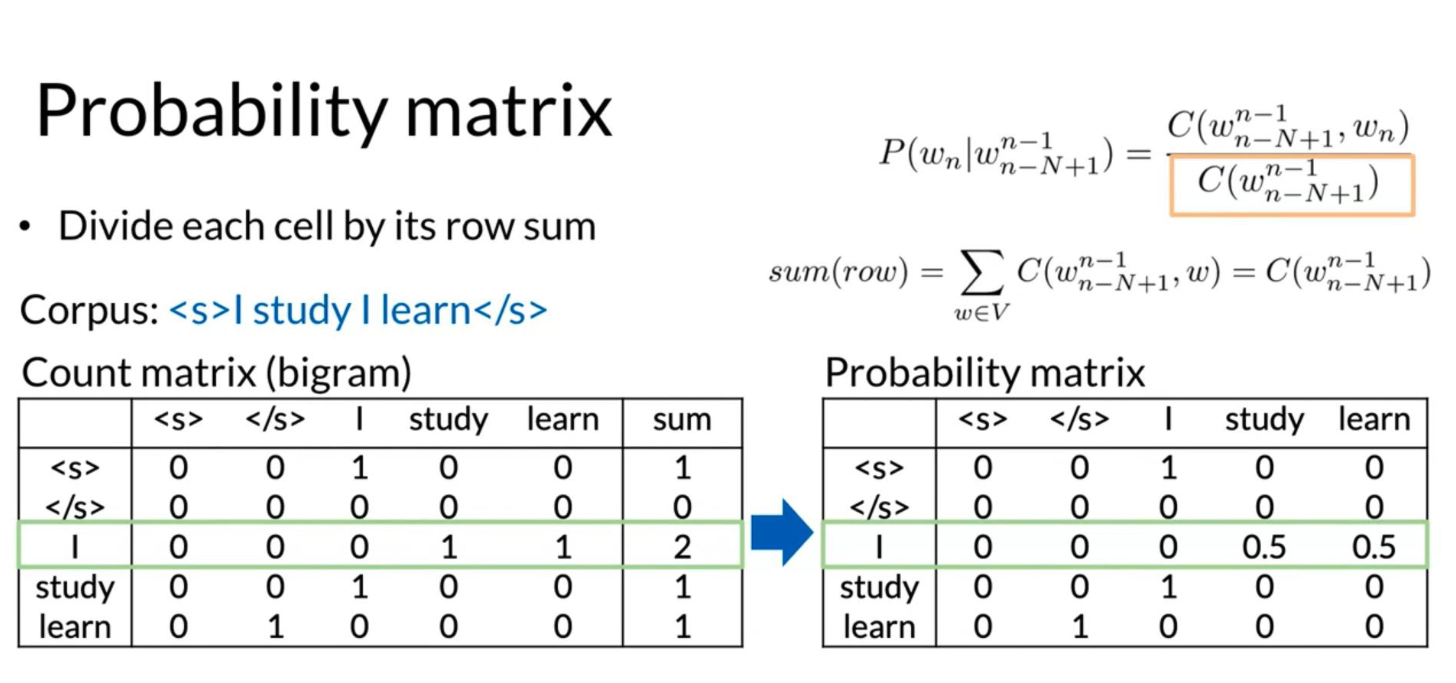 Probability matrix
P(w_n|w_{n-N+1}^{n-1}) = \frac{C(w_{n-N+1}^{n-1}, w_n)}{C(w_{n-N+1}^{n-1})}
• Divide each cell by its row sum
sum(row) = \sum_{w∈V} C(w_{n-N+1}^{n-1}, w) = C(w_{n-N+1}^{n-1})
Corpus: <s>I study I learn</s>
Count matrix (bigram)
<s> </s> I study learn sum
<s> 0 0 1 0 0 1
</s> 0 0 0 0 0 0
I 0 0 0 1 1 2
study 0 0 1 0 0 1
learn 0 1 0 0 0 1
Probability matrix
<s> </s> I study learn
<s> 0 0 1 0 0
</s> 0 0 0 0 0
I 0 0 0 0.5 0.5
study 0 0 1 0 0
learn 0 1 0 0 0